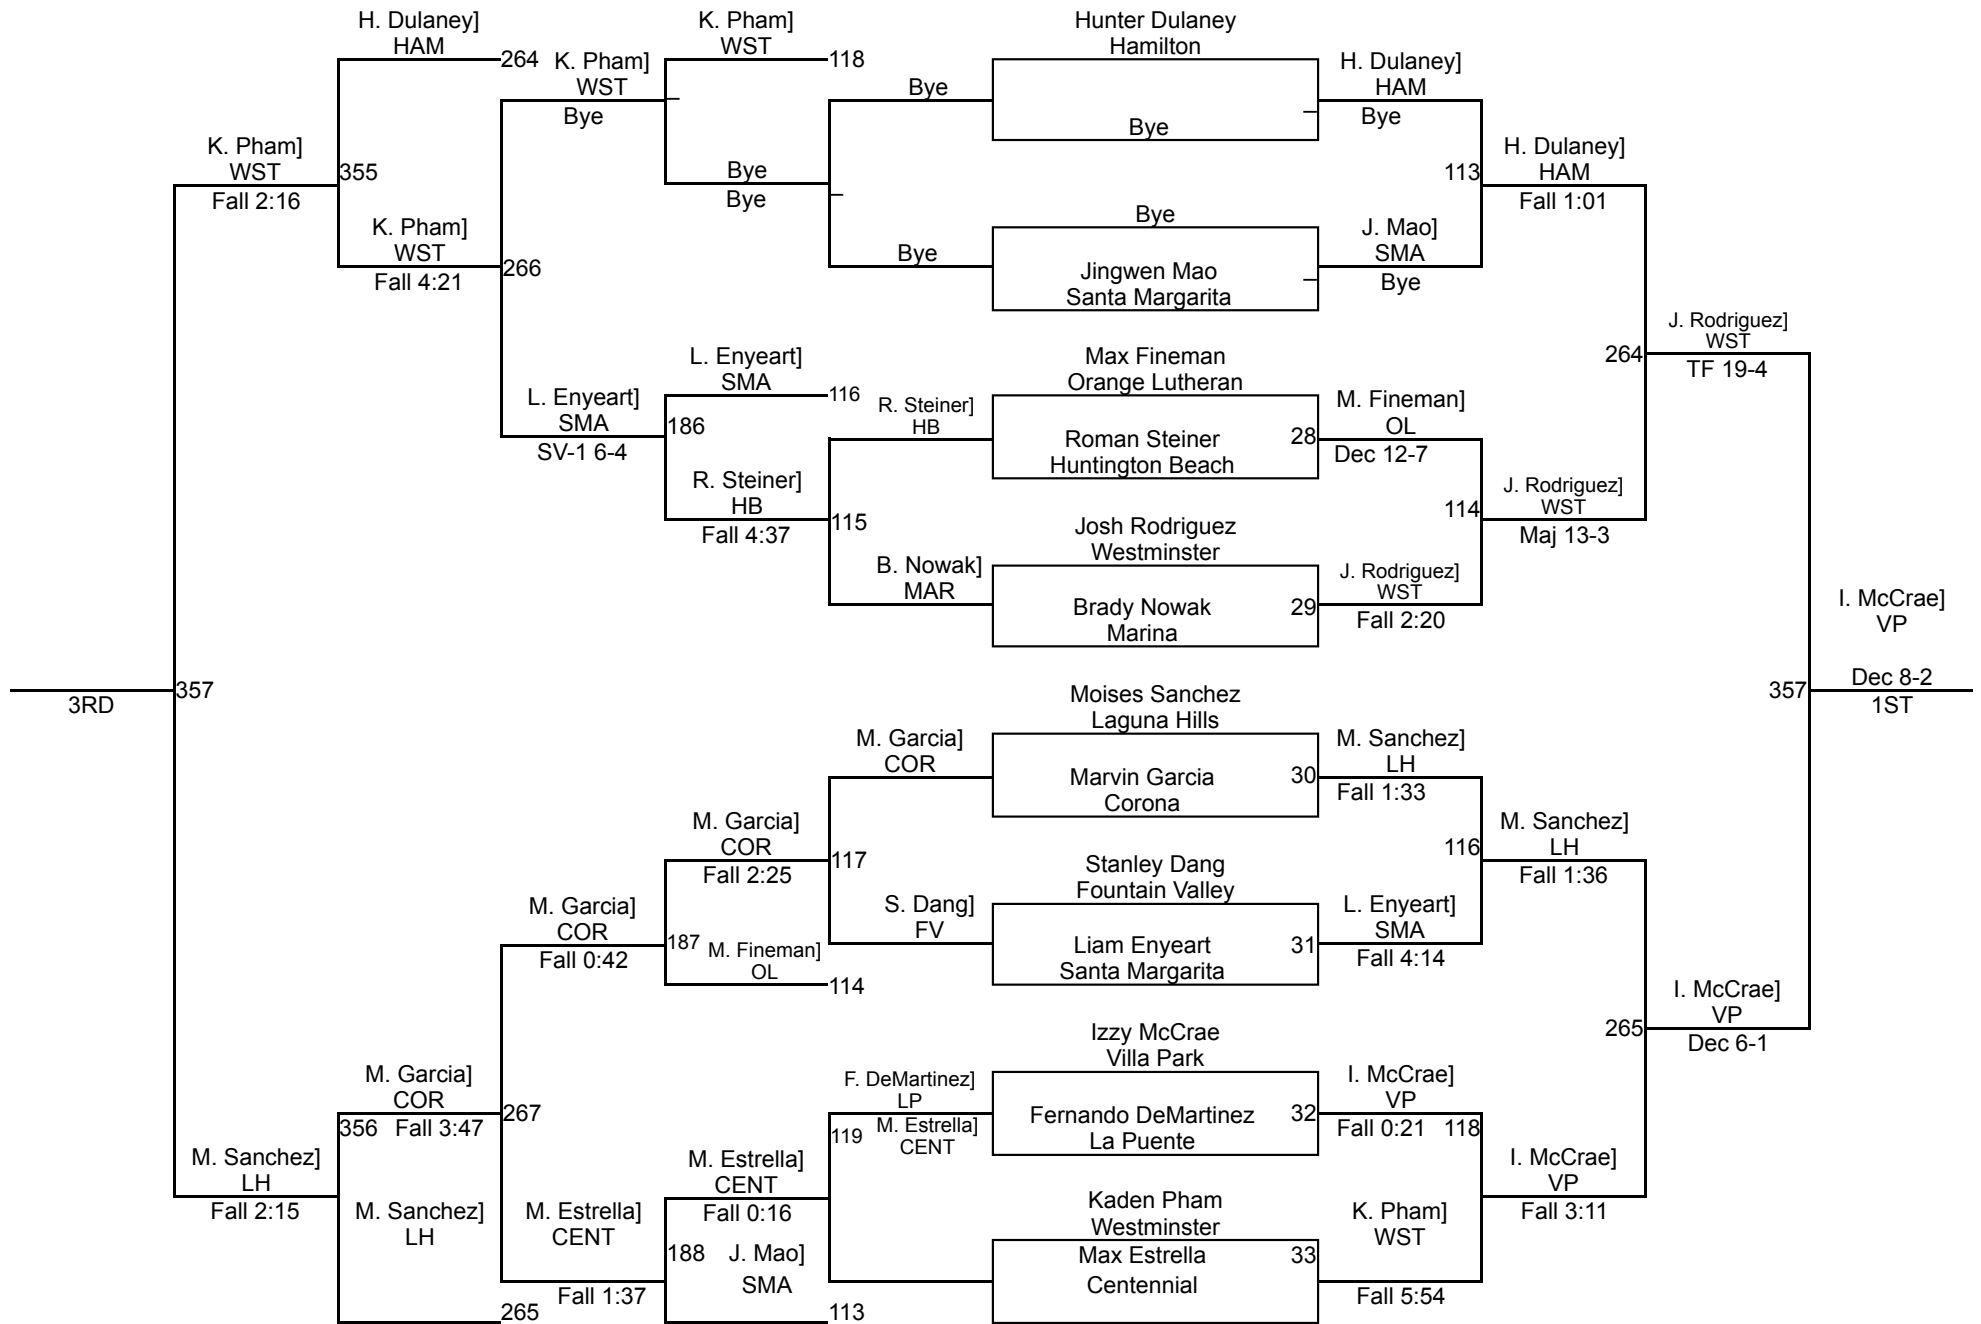 H. Dulaney]
HAM
264
K. Pham]
WST
Bye
K. Pham]
WST
118
Bye
Hunter Dulaney
Hamilton
Bye
H. Dulaney]
HAM
Bye
K. Pham]
WST
Fall 2:16
355
Bye
Bye
113
H. Dulaney]
HAM
Fall 1:01
K. Pham]
WST
Fall 4:21
266
Bye
Bye
Jingwen Mao
Santa Margarita
J. Mao]
SMA
Bye
264
J. Rodriguez]
WST
TF 19-4
L. Enyeart]
SMA
SV-1 6-4
L. Enyeart]
SMA
116
186
R. Steiner]
HB
Max Fineman
Orange Lutheran
Roman Steiner
Huntington Beach
28
M. Fineman]
OL
Dec 12-7
R. Steiner]
HB
Fall 4:37
115
114
J. Rodriguez]
WST
Maj 13-3
B. Nowak]
MAR
Josh Rodriguez
Westminster
Brady Nowak
Marina
29
J. Rodriguez]
WST
Fall 2:20
I. McCrae]
VP
Dec 8-2
1ST
357
3RD
357
M. Garcia]
COR
Moises Sanchez
Laguna Hills
Marvin Garcia
Corona
30
M. Sanchez]
LH
Fall 1:33
M. Garcia]
COR
Fall 2:25
117
116
M. Sanchez]
LH
Fall 1:36
M. Garcia]
COR
Fall 0:42
187
M. Fineman]
OL
114
S. Dang]
FV
Stanley Dang
Fountain Valley
Liam Enyeart
Santa Margarita
31
L. Enyeart]
SMA
Fall 4:14
265
I. McCrae]
VP
Dec 6-1
M. Garcia]
COR
356
Fall 3:47
267
F. DeMartinez]
LP
119
M. Estrella]
CENT
Izzy McCrae
Villa Park
Fernando DeMartinez
La Puente
32
I. McCrae]
VP
Fall 0:21
118
M. Sanchez]
LH
Fall 2:15
M. Sanchez]
LH
265
M. Estrella]
CENT
Fall 1:37
M. Estrella]
CENT
Fall 0:16
188
J. Mao]
SMA
113
Kaden Pham
Westminster
Max Estrella
Centennial
33
K. Pham]
WST
Fall 5:54
I. McCrae]
VP
Fall 3:11